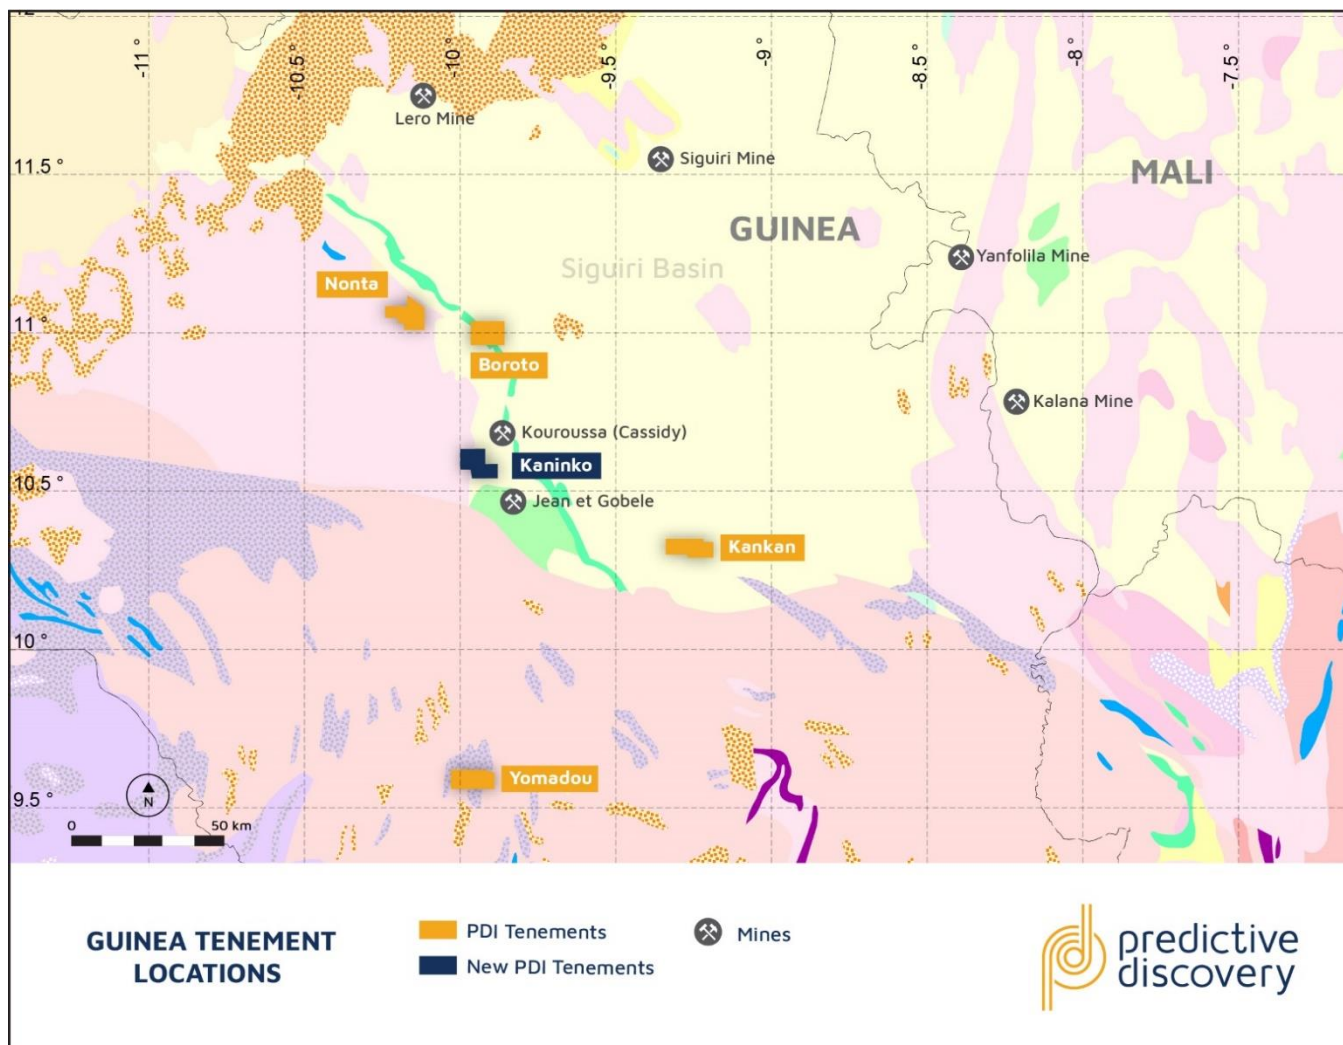 12 °
-11 °
-10.5 °
-10 °
-9.5 °
-9 °
-8.5 °
-8 °
-7.5 °
Lero Mine
11.5 °
Siguiri Mine
MALI
GUINEA
Yanfolila Mine
Siguiri Basin
Nonta
11 °
Boroto
Kalana Mine
Kouroussa (Cassidy)
Kaninko
10.5 °
Jean et Gobele
Kankan
10 °
Yomadou
9.5 °
N
0
50 km
GUINEA TENEMENT
LOCATIONS
PDI Tenements
New PDI Tenements
Mines
predictive
discovery